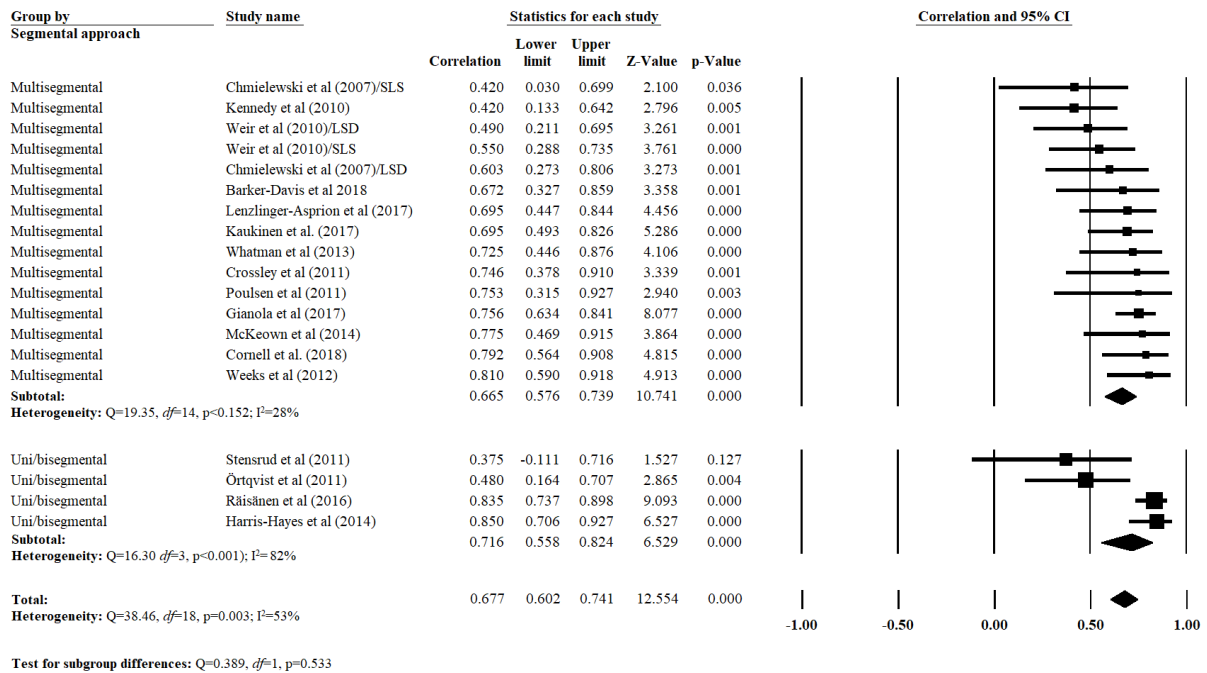 Group by Study name Statistics for each study Correlation and 95% CI
Segmental approach
Lower Upper
Correlation limit limit Z-Value p-Value
Multisegmental Chmielewski et al (2007)/SLS 0.420 0.030 0.699 2.100 0.036
Multisegmental Kennedy et al (2010) 0.420 0.133 0.642 2.796 0.005
Multisegmental Weir et al (2010)/LSD 0.490 0.211 0.695 3.261 0.001
Multisegmental Weir et al (2010)/SLS 0.550 0.288 0.735 3.761 0.000
Multisegmental Chmielewski et al (2007)/LSD 0.603 0.273 0.806 3.273 0.001
Multisegmental Barker-Davis et al 2018 0.672 0.327 0.859 3.358 0.001
Multisegmental Lenzlinger-Asprion et al (2017) 0.695 0.447 0.844 4.456 0.000
Multisegmental Kaukinen et al. (2017) 0.695 0.493 0.826 5.286 0.000
Multisegmental Whatman et al (2013) 0.725 0.446 0.876 4.106 0.000
Multisegmental Crossley et al (2011) 0.746 0.378 0.910 3.339 0.001
Multisegmental Poulsen et al (2011) 0.753 0.315 0.927 2.940 0.003
Multisegmental Gianola et al (2017) 0.756 0.634 0.841 8.077 0.000
Multisegmental McKeown et al (2014) 0.775 0.469 0.915 3.864 0.000
Multisegmental Cornell et al. (2018) 0.792 0.564 0.908 4.815 0.000
Multisegmental Weeks et al (2012) 0.810 0.590 0.918 4.913 0.000
Subtotal: 0.665 0.576 0.739 10.741 0.000
Heterogeneity: Q=19.35, df=14, p<0.152; I²=28%
Uni/bisegmental Stensrud et al (2011) 0.375 -0.111 0.716 1.527 0.127
Uni/bisegmental Örtqvist et al (2011) 0.480 0.164 0.707 2.865 0.004
Uni/bisegmental Räisänen et al (2016) 0.835 0.737 0.898 9.093 0.000
Uni/bisegmental Harris-Hayes et al (2014) 0.850 0.706 0.927 6.527 0.000
Subtotal: 0.716 0.558 0.824 6.529 0.000
Heterogeneity: Q=16.30 df=3, p<0.001); I²=82%
Total: 0.677 0.602 0.741 12.554 0.000
Heterogeneity: Q=38.46, df=18, p=0.003; I²=53%
-1.00 -0.50 0.00 0.50 1.00
Test for subgroup differences: Q=0.389, df=1, p=0.533